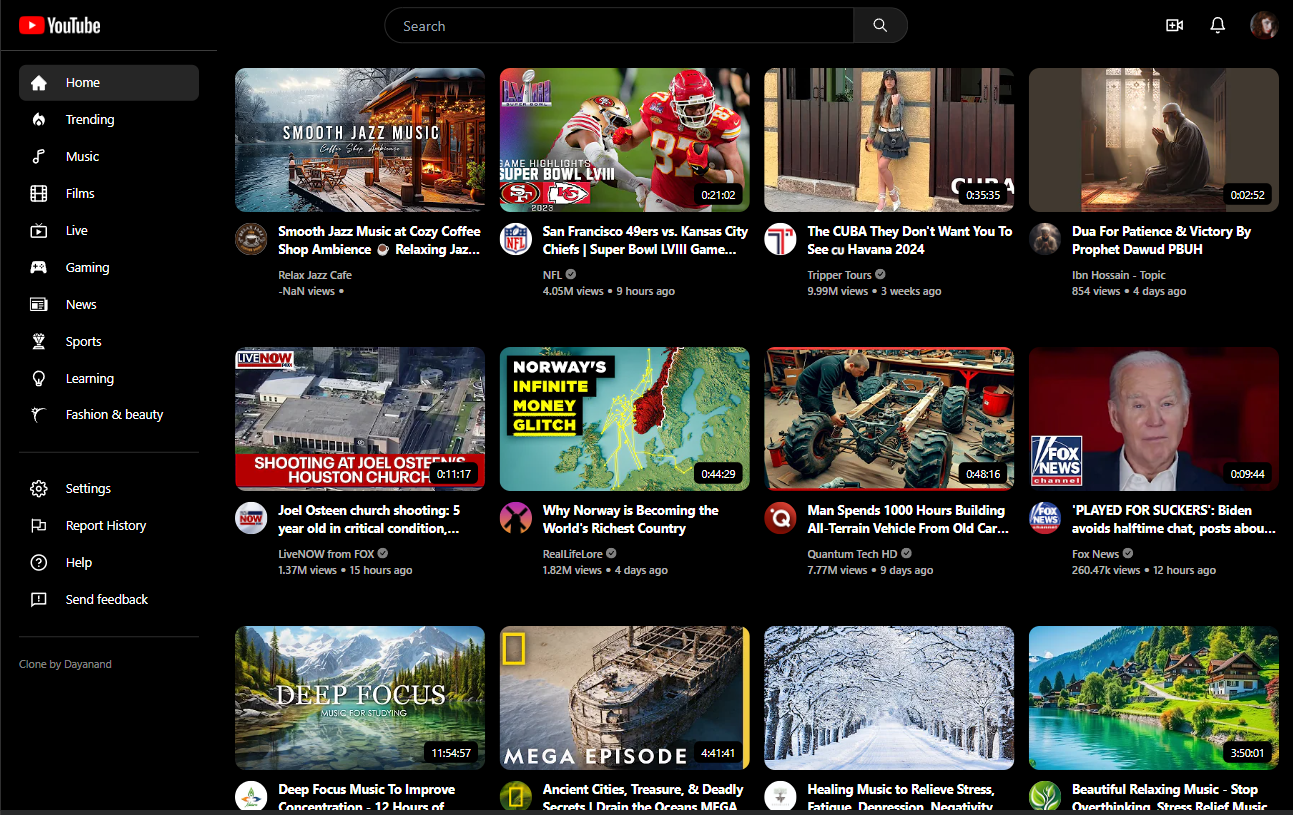 YouTube
Search
Home
Trending
Music
Films
Live
Gaming
News
Sports
Learning
Fashion & beauty
Settings
Report History
Help
Send feedback
Clone by Dayanand
SMOOTH JAZZ MUSIC
Coffee Shop Ambience
Smooth Jazz Music at Cozy Coffee
Shop Ambience ☕ Relaxing Jaz...
Relax Jazz Cafe
-NaN views •
LVIII
SUPER BOWL
87
GAME HIGHLIGHTS
SUPER BOWL LVIII
SF
KC
2023
0:21:02
NFL
San Francisco 49ers vs. Kansas City
Chiefs | Super Bowl LVIII Game...
NFL
4.05M views • 9 hours ago
CUBA
0:35:35
The CUBA They Don't Want You To
See cu Havana 2024
Tripper Tours
9.99M views • 3 weeks ago
0:02:52
Dua For Patience & Victory By
Prophet Dawud PBUH
Ibn Hossain - Topic
854 views • 4 days ago
LIVENOW
FOX
SHOOTING AT JOEL OSTEEN'S
HOUSTON CHURCH
0:11:17
NOW
Joel Osteen church shooting: 5
year old in critical condition,...
LiveNOW from FOX
1.37M views • 15 hours ago
NORWAY'S
INFINITE
MONEY
GLITCH
0:44:29
Why Norway is Becoming the
World's Richest Country
RealLifeLore
1.82M views • 4 days ago
0:48:16
Man Spends 1000 Hours Building
All-Terrain Vehicle From Old Car...
Quantum Tech HD
7.77M views • 9 days ago
FOX
NEWS
channel
0:09:44
FOX
NEWS
'PLAYED FOR SUCKERS': Biden
avoids halftime chat, posts abou...
Fox News
260.47k views • 12 hours ago
DEEP FOCUS
MUSIC FOR STUDYING
11:54:57
Deep Focus Music To Improve
Concentration - 12 Hours of
MEGA EPISODE
4:41:41
Ancient Cities, Treasure, & Deadly
Secrets | Drain the Oceans MEGA
Healing Music to Relieve Stress,
Fatigue, Depression, Negativity,
3:50:01
Beautiful Relaxing Music - Stop
Overthinking, Stress Relief Music,